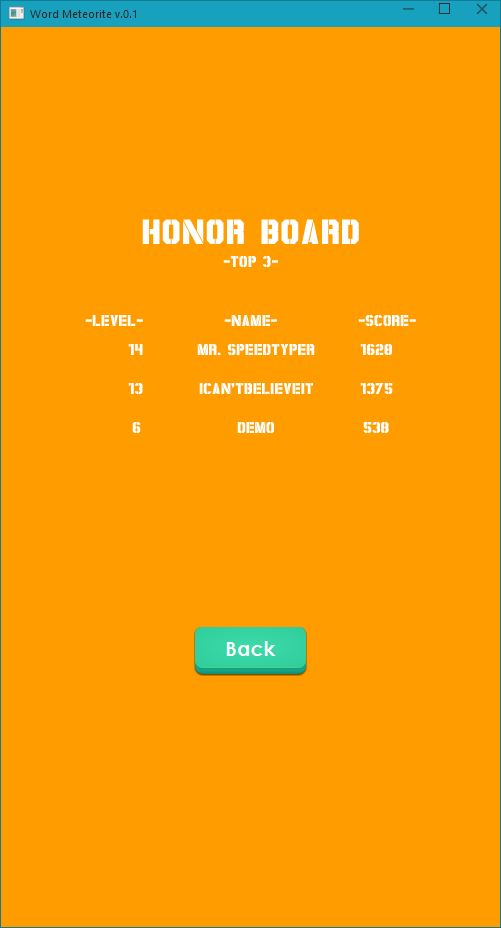 Word Meteorite v.0.1
HONOR BOARD
-TOP 3-
-LEVEL- -NAME- -SCORE-
14 MR. SPEEDTYPER 1628
13 ICAN'TBELIEVEIT 1375
6 DEMO 538
Back